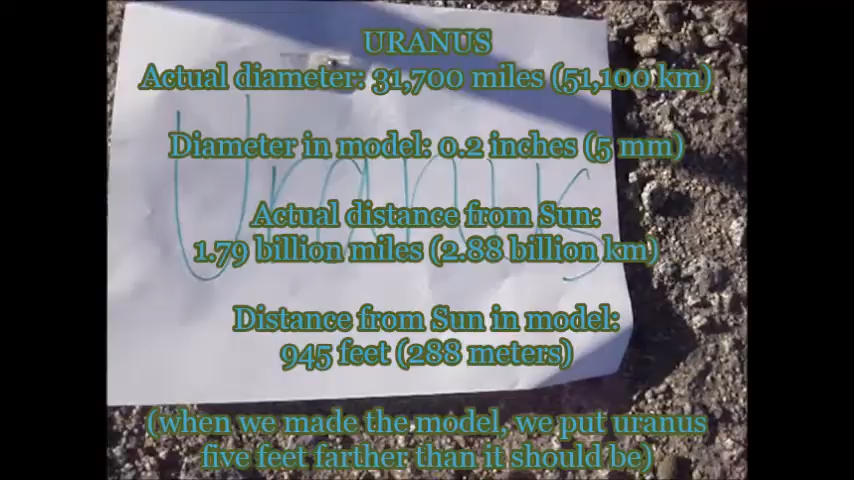 URANUS
Actual diameter: 31,700 miles (51,100 km)
Diameter in model: 0.2 inches (5 mm)
Uranus
Actual distance from Sun:
1.79 billion miles (2.88 billion km)
Distance from Sun in model:
945 feet (288 meters)
(when we made the model, we put uranus
five feet farther than it should be)